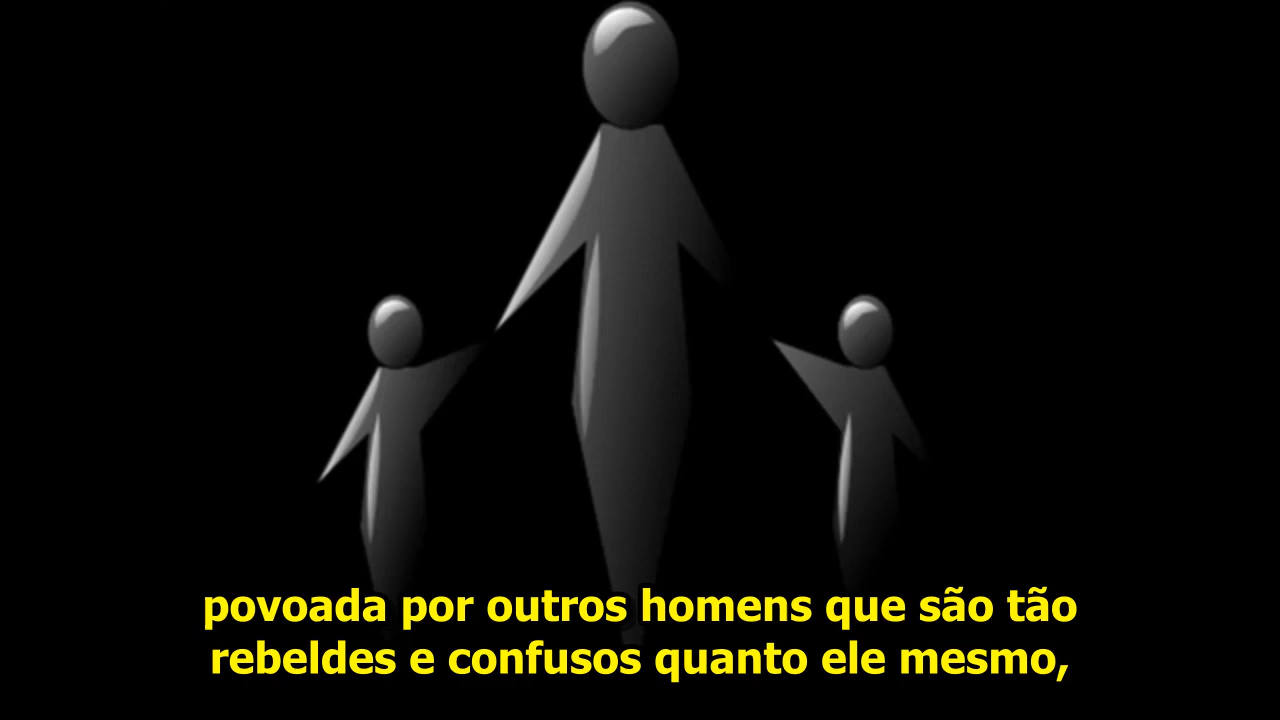 povoada por outros homens que são tão
rebeldes e confusos quanto ele mesmo,